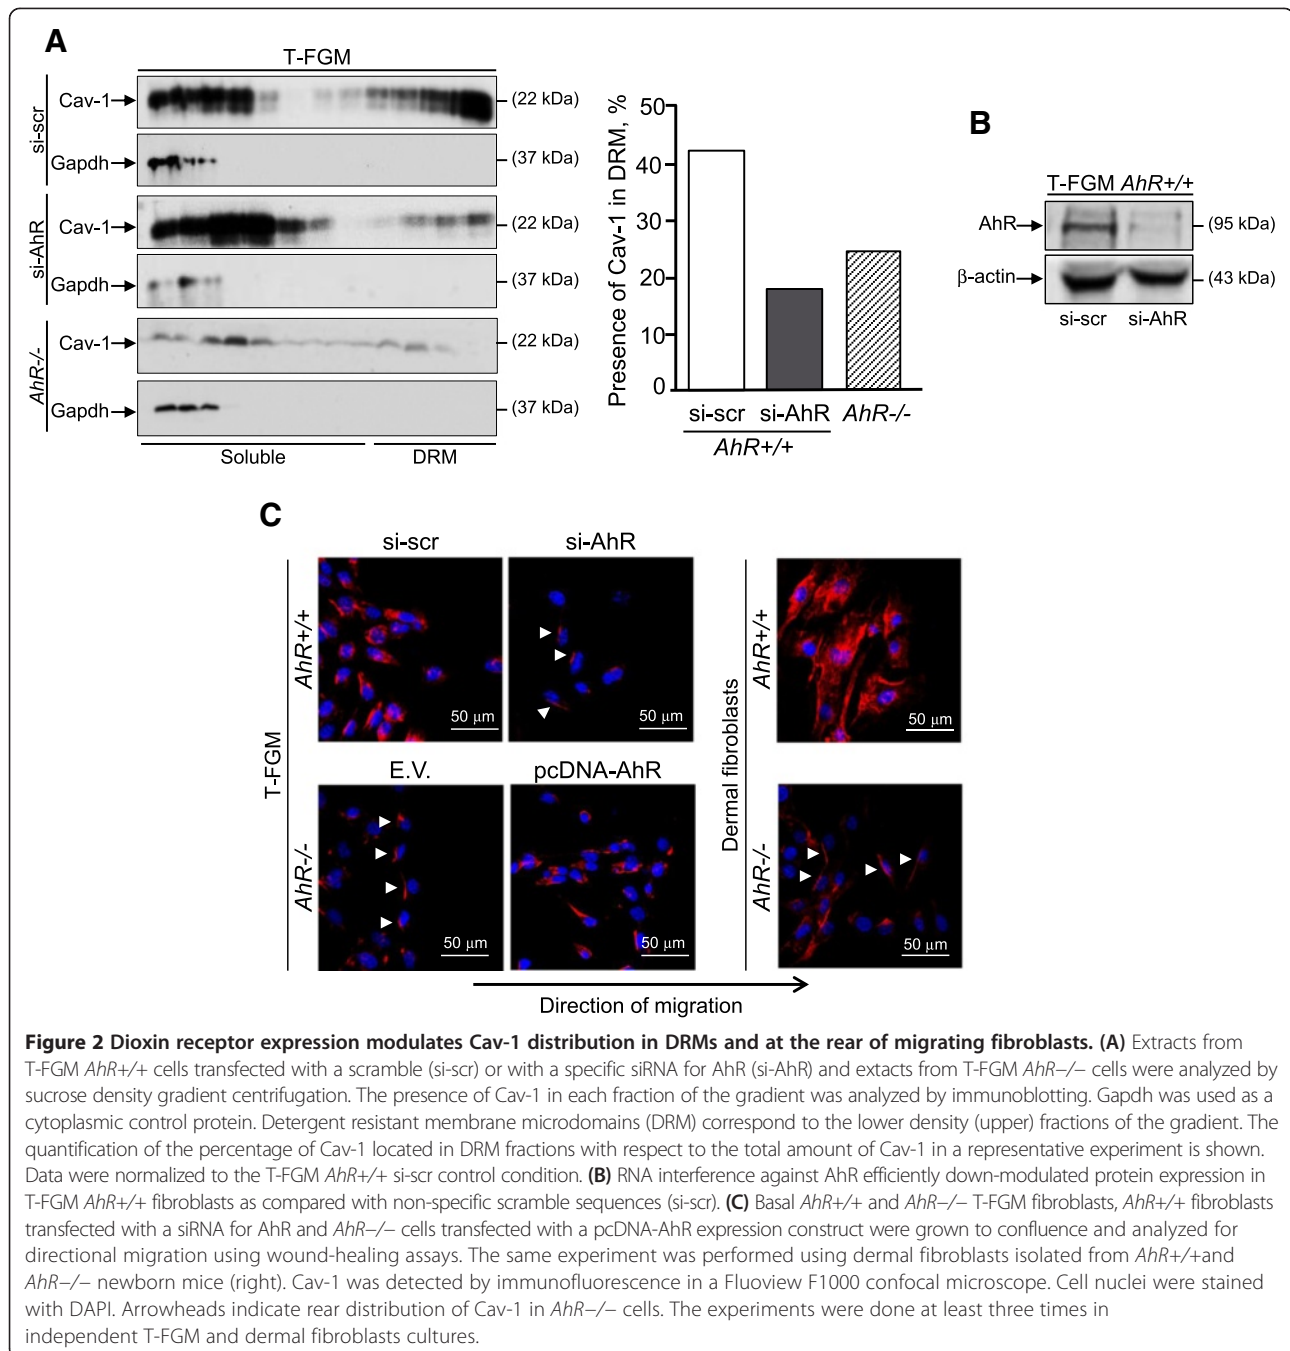 A
T-FGM
si-scr
Cav-1 (22 kDa)
Gapdh (37 kDa)
si-AhR
Cav-1 (22 kDa)
Gapdh (37 kDa)
AhR-/-
Cav-1 (22 kDa)
Gapdh (37 kDa)
Soluble DRM
Presence of Cav-1 in DRM, %
50
40
30
20
10
0
si-scr si-AhR AhR-/-
AhR+/+
B
T-FGM AhR+/+
AhR (95 kDa)
β-actin (43 kDa)
si-scr si-AhR
C
si-scr si-AhR
T-FGM
AhR+/+
50 μm 50 μm
E.V. pcDNA-AhR
AhR-/-
50 μm 50 μm
Dermal fibroblasts
AhR+/+
50 μm
AhR-/-
50 μm
Direction of migration
Figure 2 Dioxin receptor expression modulates Cav-1 distribution in DRMs and at the rear of migrating fibroblasts. (A) Extracts from
T-FGM AhR+/+ cells transfected with a scramble (si-scr) or with a specific siRNA for AhR (si-AhR) and extacts from T-FGM AhR−/− cells were analyzed by
sucrose density gradient centrifugation. The presence of Cav-1 in each fraction of the gradient was analyzed by immunoblotting. Gapdh was used as a
cytoplasmic control protein. Detergent resistant membrane microdomains (DRM) correspond to the lower density (upper) fractions of the gradient. The
quantification of the percentage of Cav-1 located in DRM fractions with respect to the total amount of Cav-1 in a representative experiment is shown.
Data were normalized to the T-FGM AhR+/+ si-scr control condition. (B) RNA interference against AhR efficiently down-modulated protein expression in
T-FGM AhR+/+ fibroblasts as compared with non-specific scramble sequences (si-scr). (C) Basal AhR+/+ and AhR−/− T-FGM fibroblasts, AhR+/+ fibroblasts
transfected with a siRNA for AhR and AhR−/− cells transfected with a pcDNA-AhR expression construct were grown to confluence and analyzed for
directional migration using wound-healing assays. The same experiment was performed using dermal fibroblasts isolated from AhR+/+and
AhR−/− newborn mice (right). Cav-1 was detected by immunofluorescence in a Fluoview F1000 confocal microscope. Cell nuclei were stained
with DAPI. Arrowheads indicate rear distribution of Cav-1 in AhR−/− cells. The experiments were done at least three times in
independent T-FGM and dermal fibroblasts cultures.